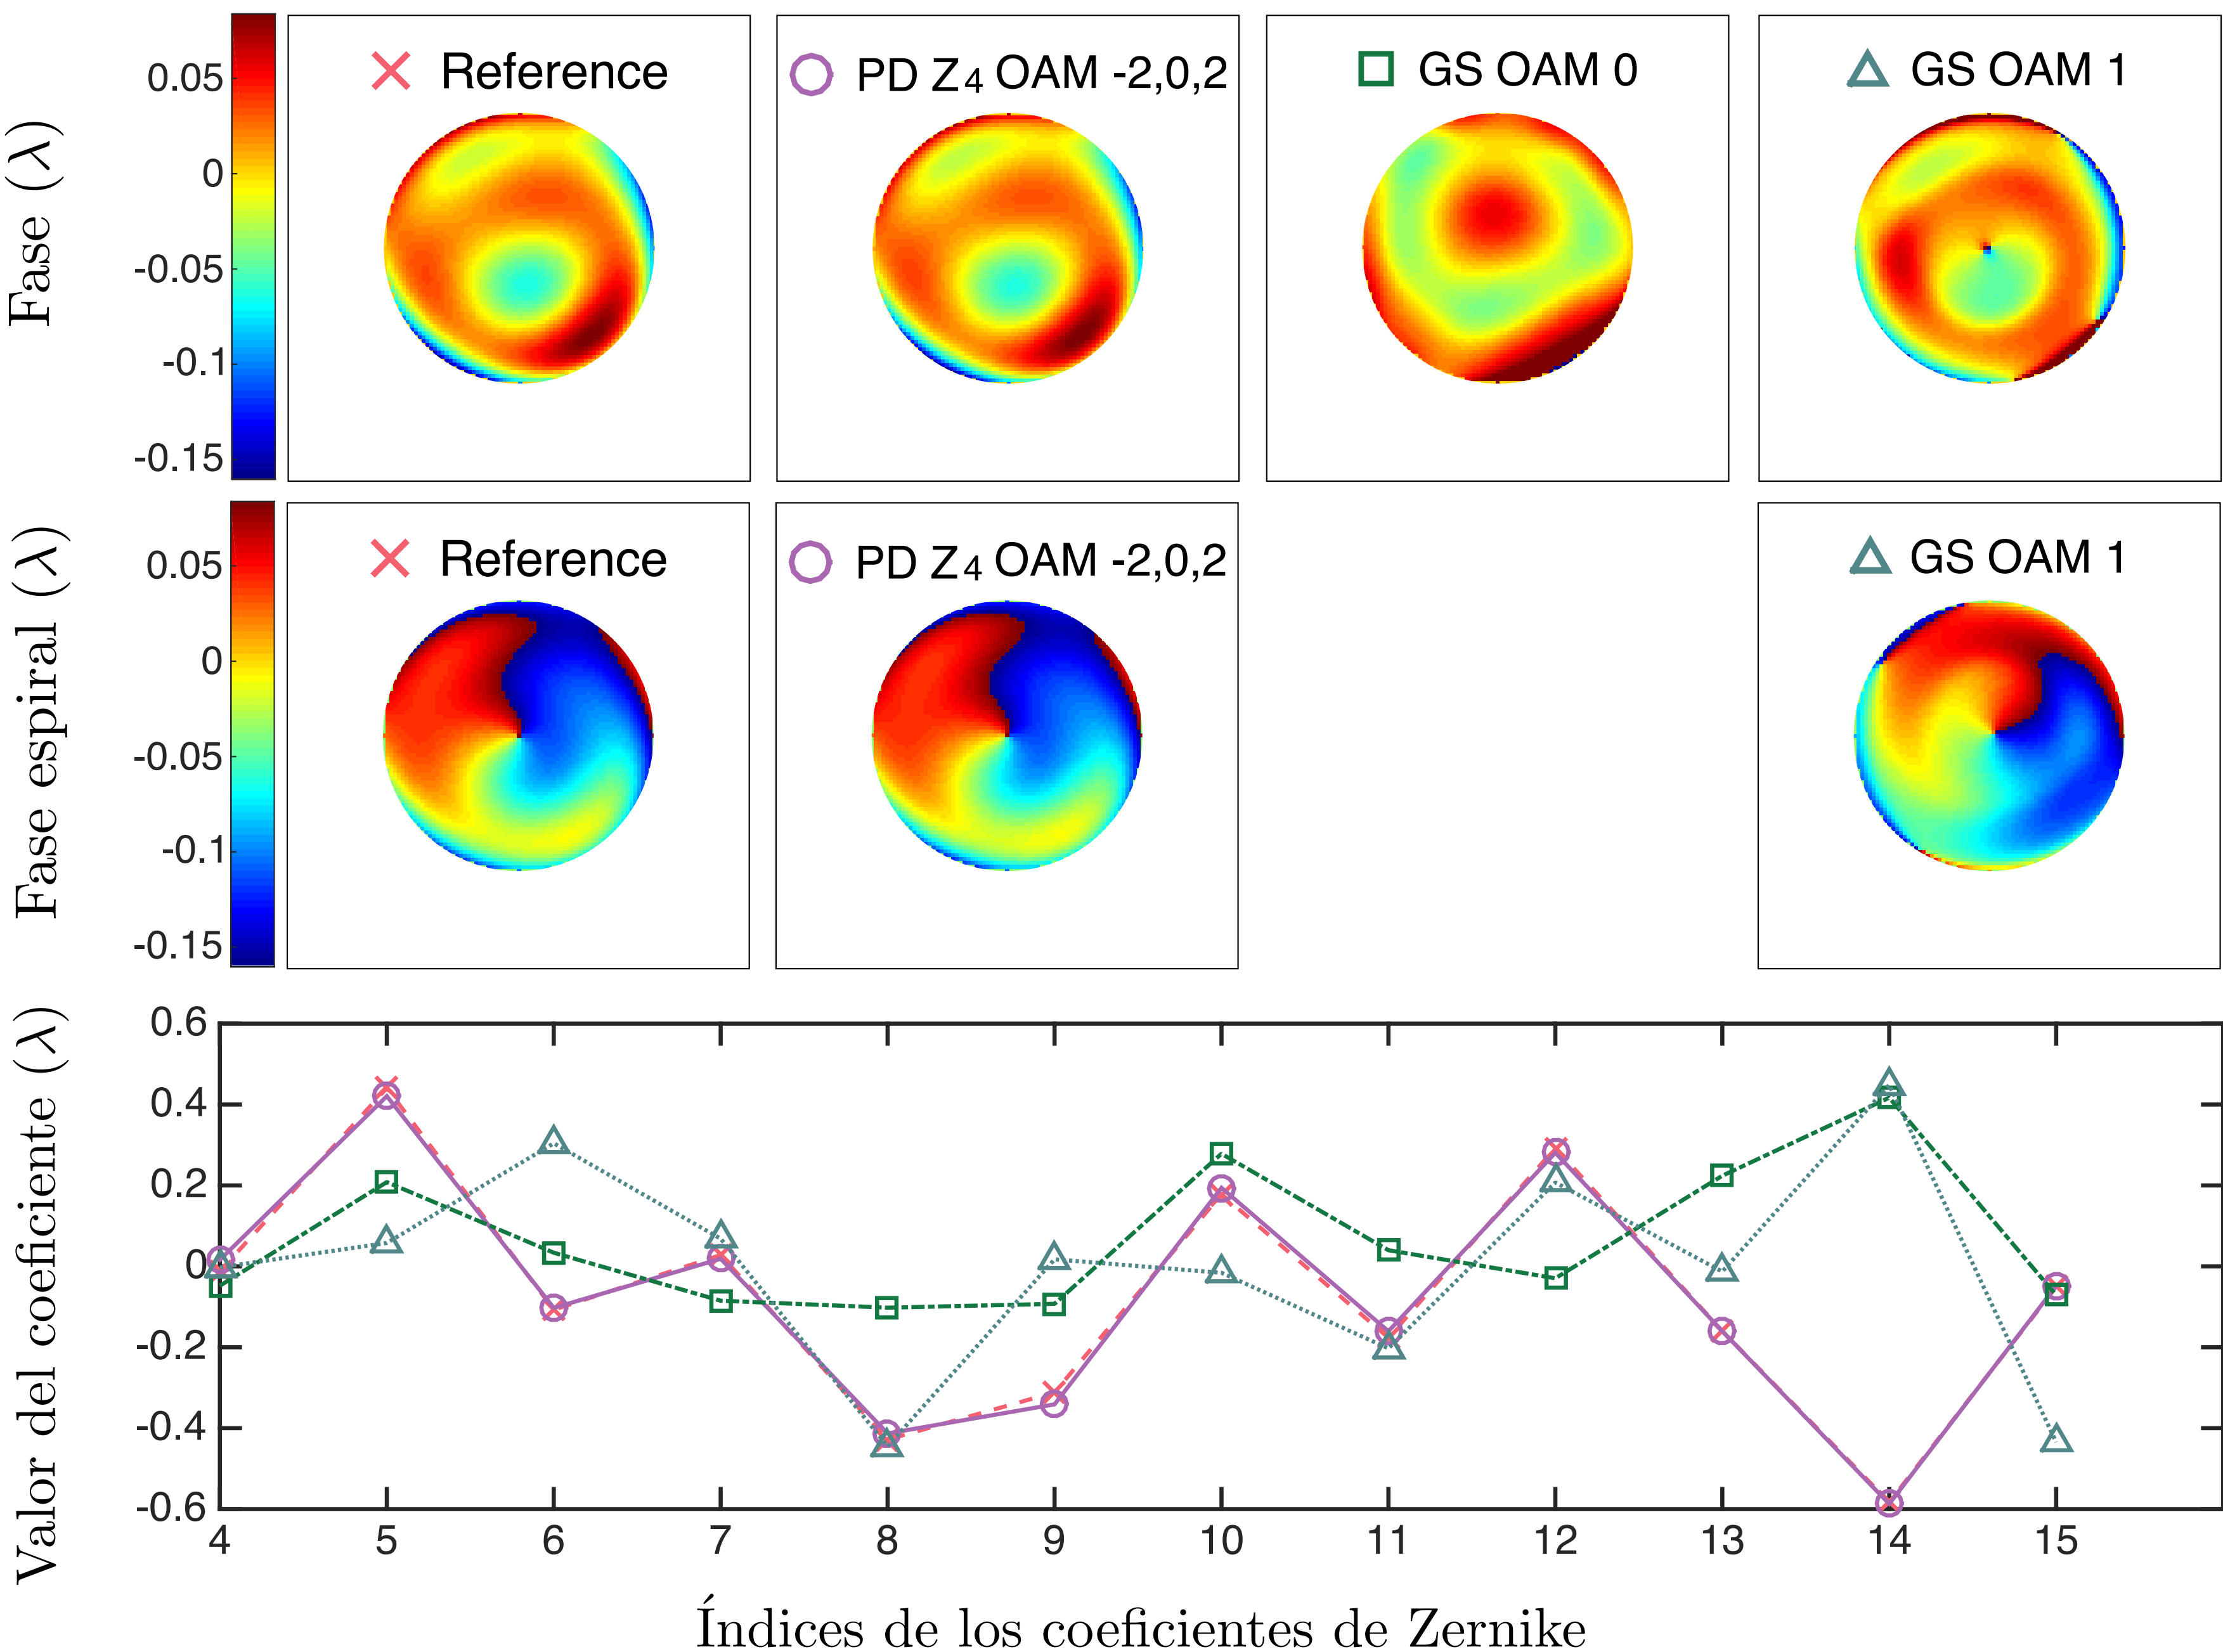 Fase (λ)
0.05
0
-0.05
-0.1
-0.15
Reference
PD Z4 OAM -2,0,2
GS OAM 0
GS OAM 1
Fase espiral (λ)
0.05
0
-0.05
-0.1
-0.15
Reference
PD Z4 OAM -2,0,2
GS OAM 1
Valor del coeficiente (λ)
0.6
0.4
0.2
0
-0.2
-0.4
-0.6
4 5 6 7 8 9 10 11 12 13 14 15
Índices de los coeficientes de Zernike